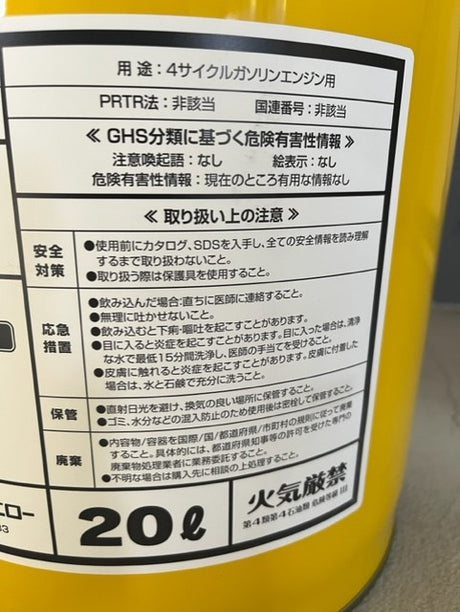 用 途：4サイクルガソリンエンジン用
PRTR法：非該当 国連番号：非該当
≪ GHS分類に基づく危険有害性情報 ≫
注意喚起語：なし 絵表示：なし
危険有害性情報：現在のところ有用な情報なし
≪ 取り扱い上の注意 ≫
安全
対策
●使用前にカタログ、SDSを入手し、全ての安全情報を読み理解
するまで取り扱わないこと。
●取り扱う際は保護具を使用すること。
応急
措置
●飲み込んだ場合：直ちに医師に連絡すること。
●無理に吐かせないこと。
●飲み込むと下痢・嘔吐を起こすことがあります。
●目に入ると炎症を起こすことがあります。目に入った場合は、清浄
な水で最低15分間洗浄し、医師の手当てを受けること。
●皮膚に触れると炎症を起こすことがあります。皮膚に付着した
場合は、水と石鹸で充分に洗うこと。
保管
●直射日光を避け、換気の良い場所に保管すること。
●ゴミ、水分などの混入防止のため使用後は密栓して保管すること。
廃棄
●内容物/容器を国際/国/都道府県/市町村の規則に従って廃棄
すること。具体的には、都道府県知事等の許可を受けた専門の
廃棄物処理業者に業務委託すること。
●不明な場合は購入先に相談の上処理すること。
エロー
33
20ℓ
火気厳禁
第4類第4石油類 危険等級 III